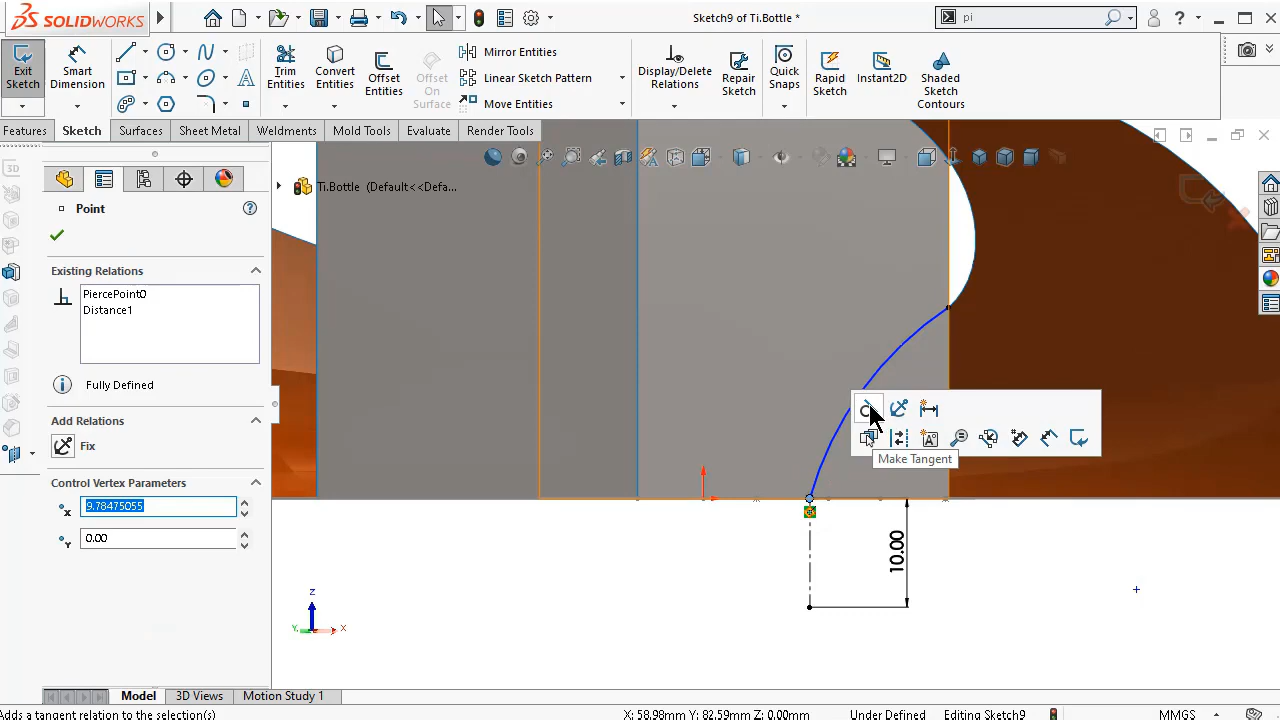 SOLIDWORKS
Sketch9 of Ti.Bottle *
pi
Exit Sketch
Smart Dimension
Trim Entities
Convert Entities
Offset Entities
Offset On Surface
Mirror Entities
Linear Sketch Pattern
Move Entities
Display/Delete Relations
Repair Sketch
Quick Snaps
Rapid Sketch
Instant2D
Shaded Sketch Contours
Features
Sketch
Surfaces
Sheet Metal
Weldments
Mold Tools
Evaluate
Render Tools
Ti.Bottle (Default<<Defa...
Point
Existing Relations
PiercePoint0
Distance1
Fully Defined
Add Relations
Fix
Control Vertex Parameters
X
9.78475055
Y
0.00
Make Tangent
10.00
Z
Y
X
Model
3D Views
Motion Study 1
Adds a tangent relation to the selection(s)
X: 58.98mm Y: 82.59mm Z: 0.00mm
Under Defined
Editing Sketch9
MMGS